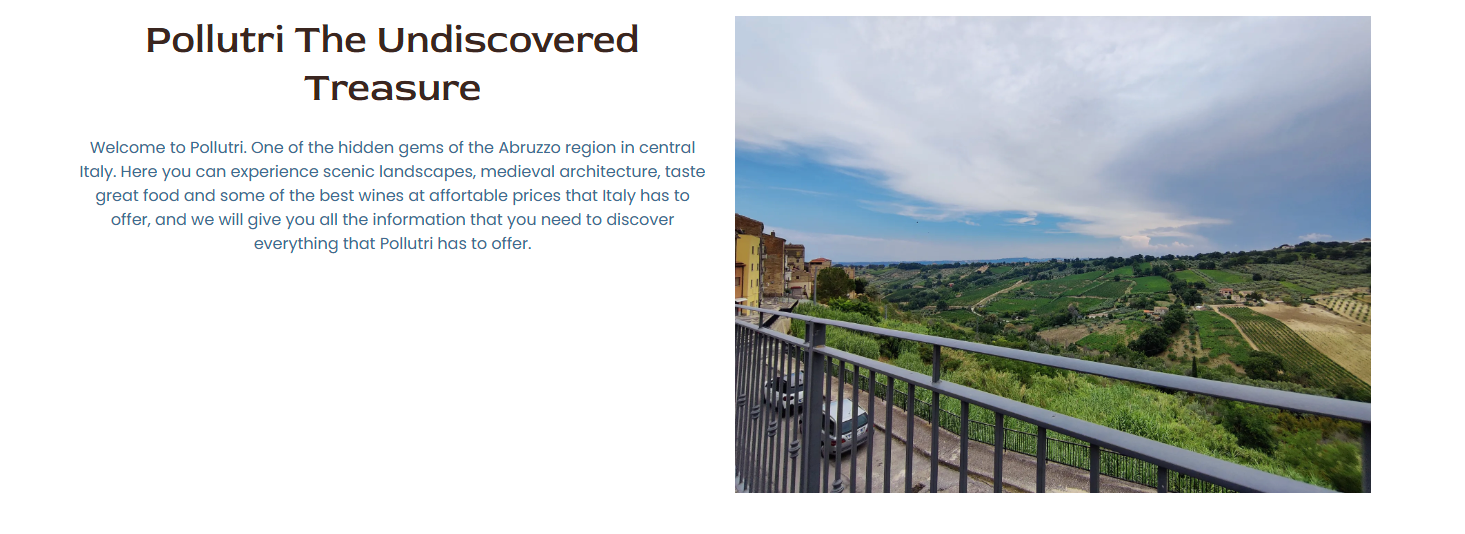 Pollutri The Undiscovered
Treasure
Welcome to Pollutri. One of the hidden gems of the Abruzzo region in central
Italy. Here you can experience scenic landscapes, medieval architecture, taste
great food and some of the best wines at affortable prices that Italy has to
offer, and we will give you all the information that you need to discover
everything that Pollutri has to offer.